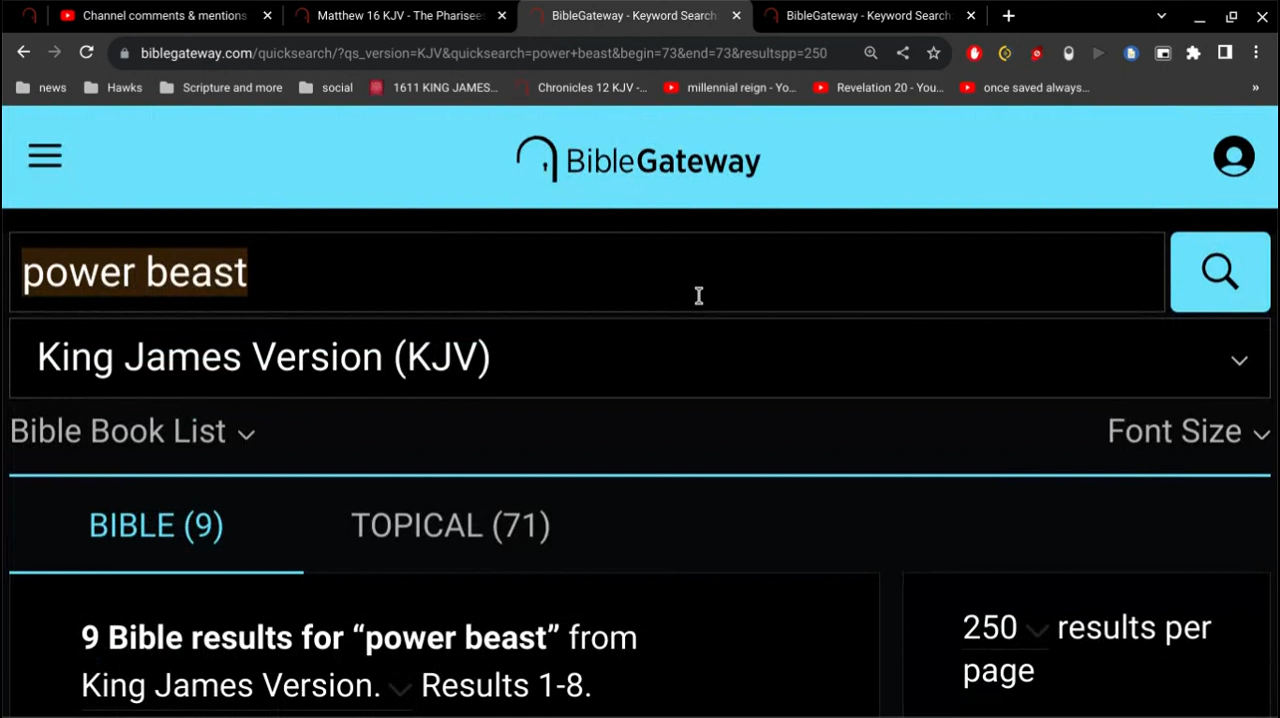 Channel comments & mentions
Matthew 16 KJV - The Pharisees
BibleGateway - Keyword Search:
BibleGateway - Keyword Search:
biblegateway.com/quicksearch/?qs_version=KJV&quicksearch=power+beast&begin=73&end=73&resultspp=250
news
Hawks
Scripture and more
social
1611 KING JAMES...
Chronicles 12 KJV -...
millennial reign - Yo...
Revelation 20 - You...
once saved always...
»
BibleGateway
power beast
King James Version (KJV)
Bible Book List
Font Size
BIBLE (9)
TOPICAL (71)
9 Bible results for “power beast” from
King James Version. Results 1-8.
250 results per
page